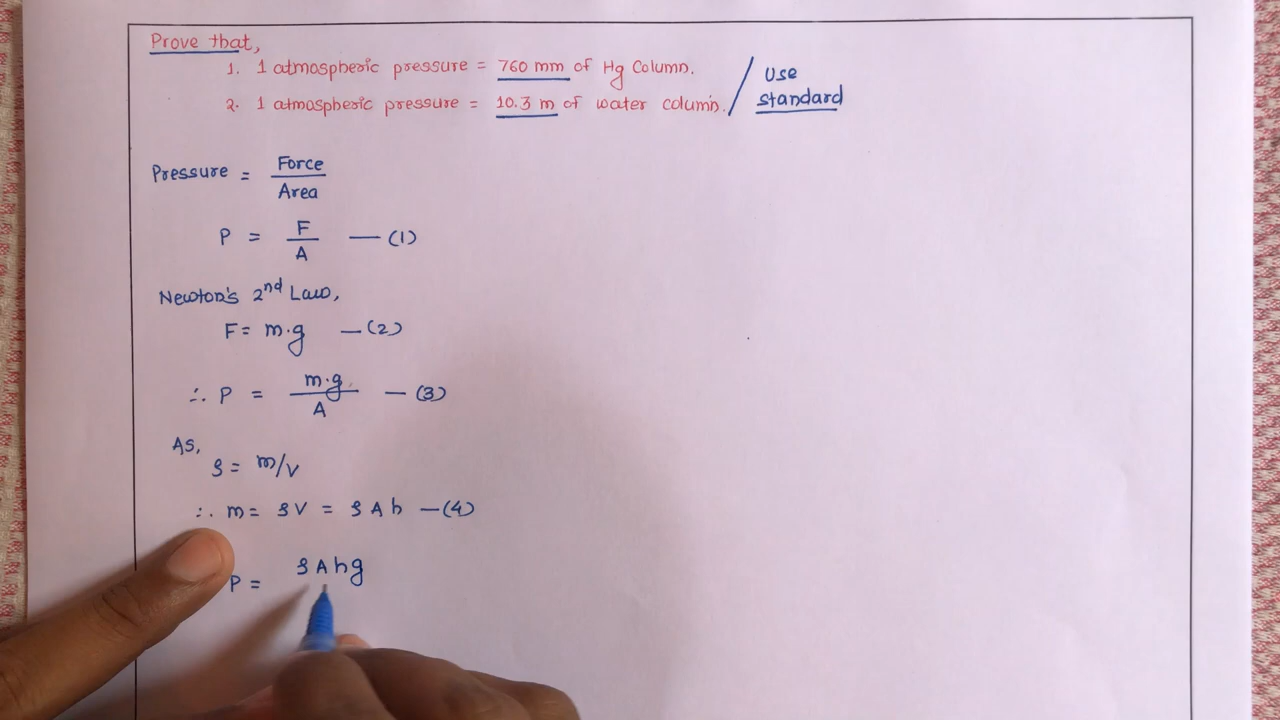 Prove that,
1. 1 atmospheric pressure = 760 mm of Hg Column.
2. 1 atmospheric pressure = 10.3 m of water column.
/ Use
standard
Pressure = Force / Area
P = F / A — (1)
Newton's 2nd Law,
F = m.g — (2)
∴ P = m.g / A — (3)
As,
ρ = m/v
∴ m = ρV = ρAh — (4)
P = ρAhg